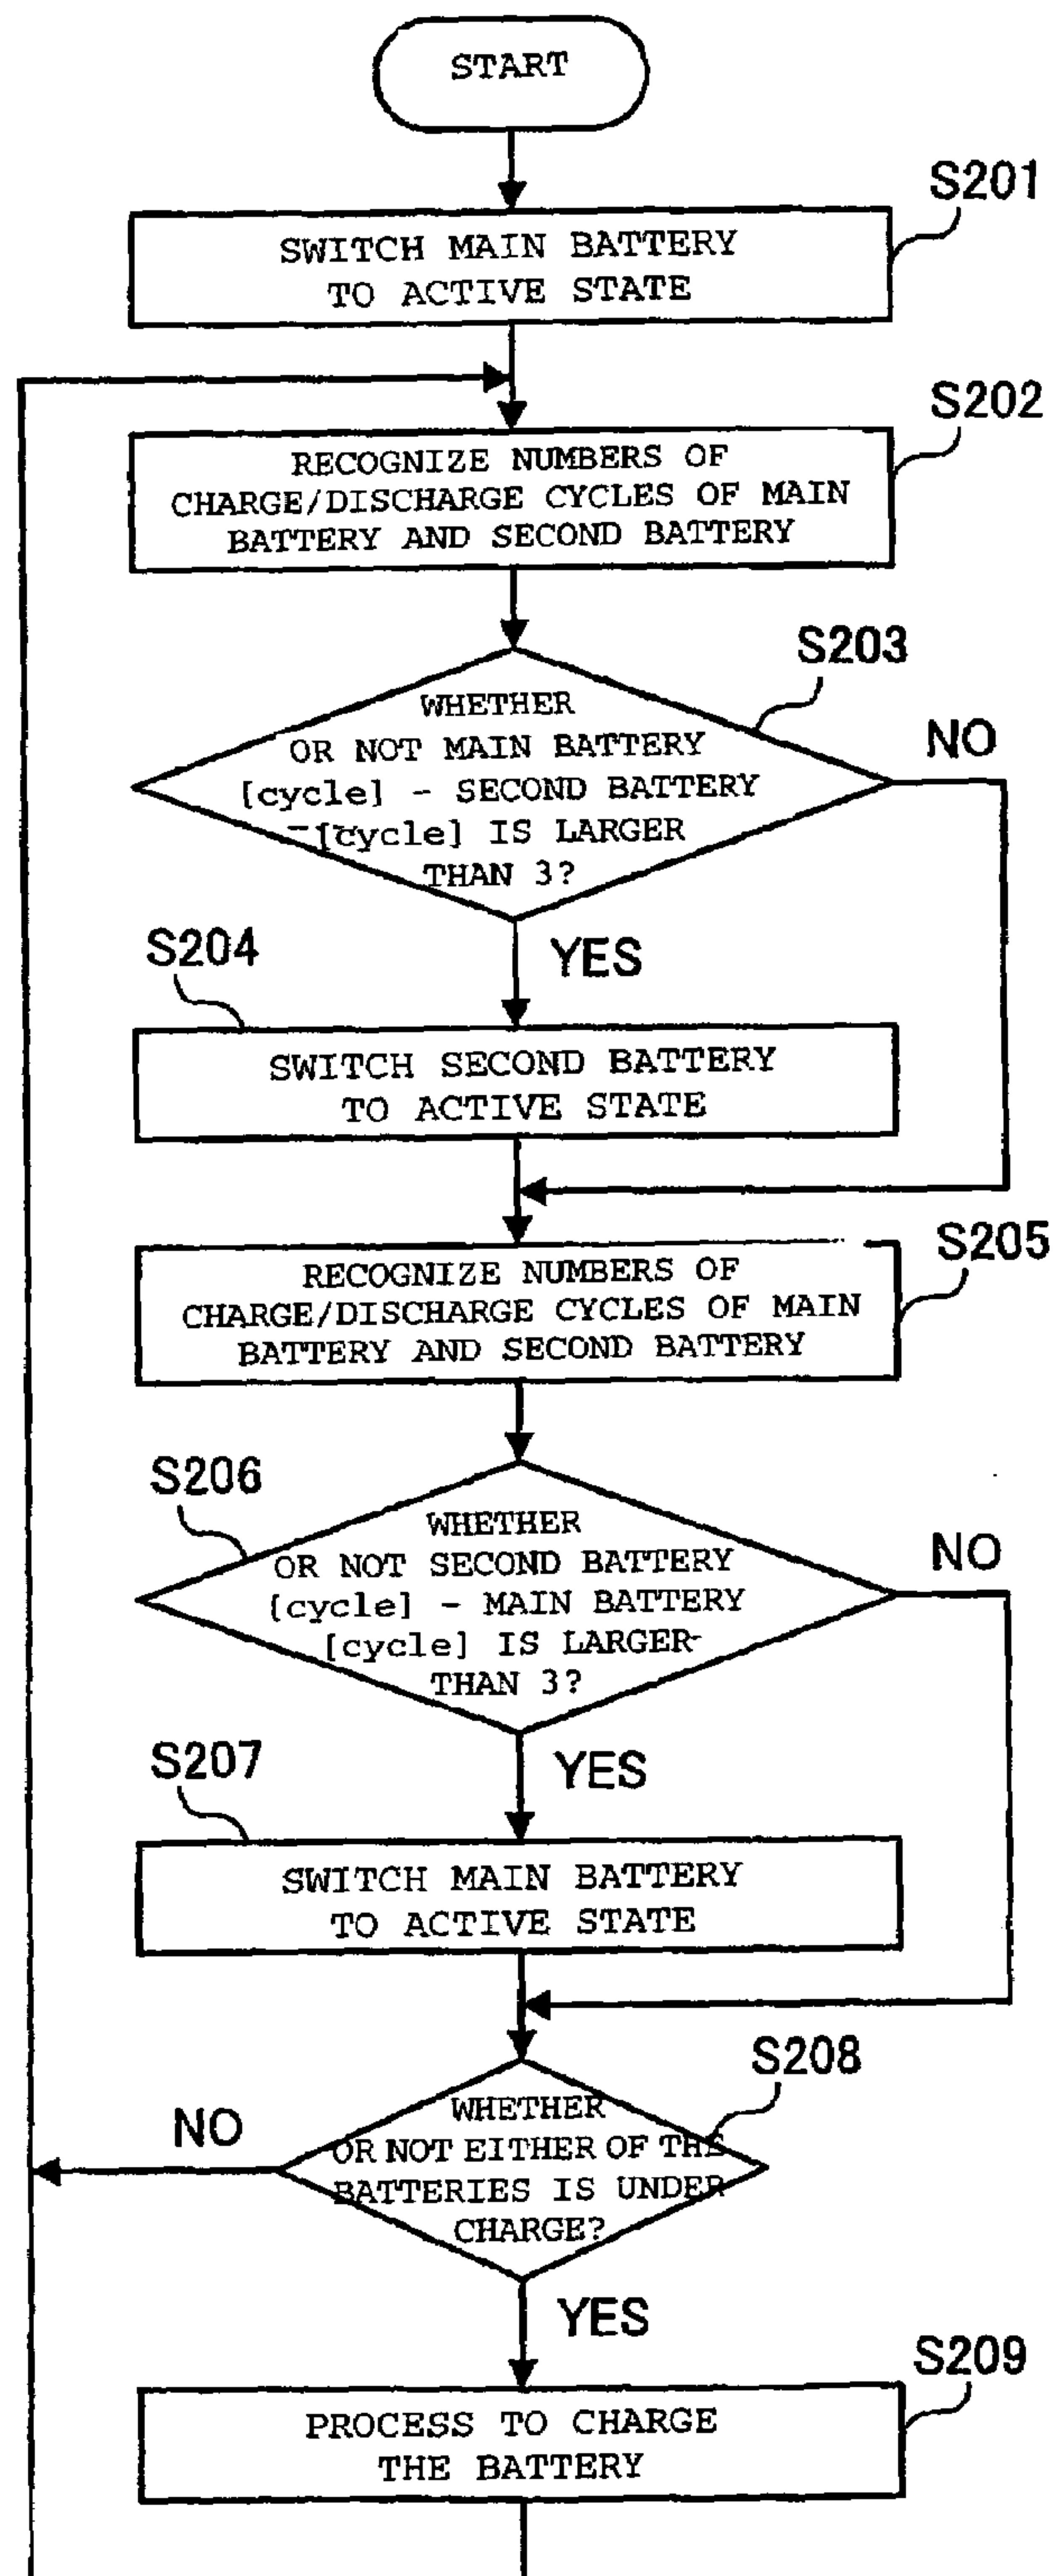 START
S201
SWITCH MAIN BATTERY
TO ACTIVE STATE
S202
RECOGNIZE NUMBERS OF
CHARGE/DISCHARGE CYCLES OF MAIN
BATTERY AND SECOND BATTERY
S203
WHETHER
OR NOT MAIN BATTERY
[cycle] - SECOND BATTERY
[cycle] IS LARGER
THAN 3?
NO
YES
S204
SWITCH SECOND BATTERY
TO ACTIVE STATE
S205
RECOGNIZE NUMBERS OF
CHARGE/DISCHARGE CYCLES OF MAIN
BATTERY AND SECOND BATTERY
S206
WHETHER
OR NOT SECOND BATTERY
[cycle] - MAIN BATTERY
[cycle] IS LARGER
THAN 3?
NO
YES
S207
SWITCH MAIN BATTERY
TO ACTIVE STATE
S208
WHETHER
OR NOT EITHER OF THE
BATTERIES IS UNDER
CHARGE?
NO
YES
S209
PROCESS TO CHARGE
THE BATTERY